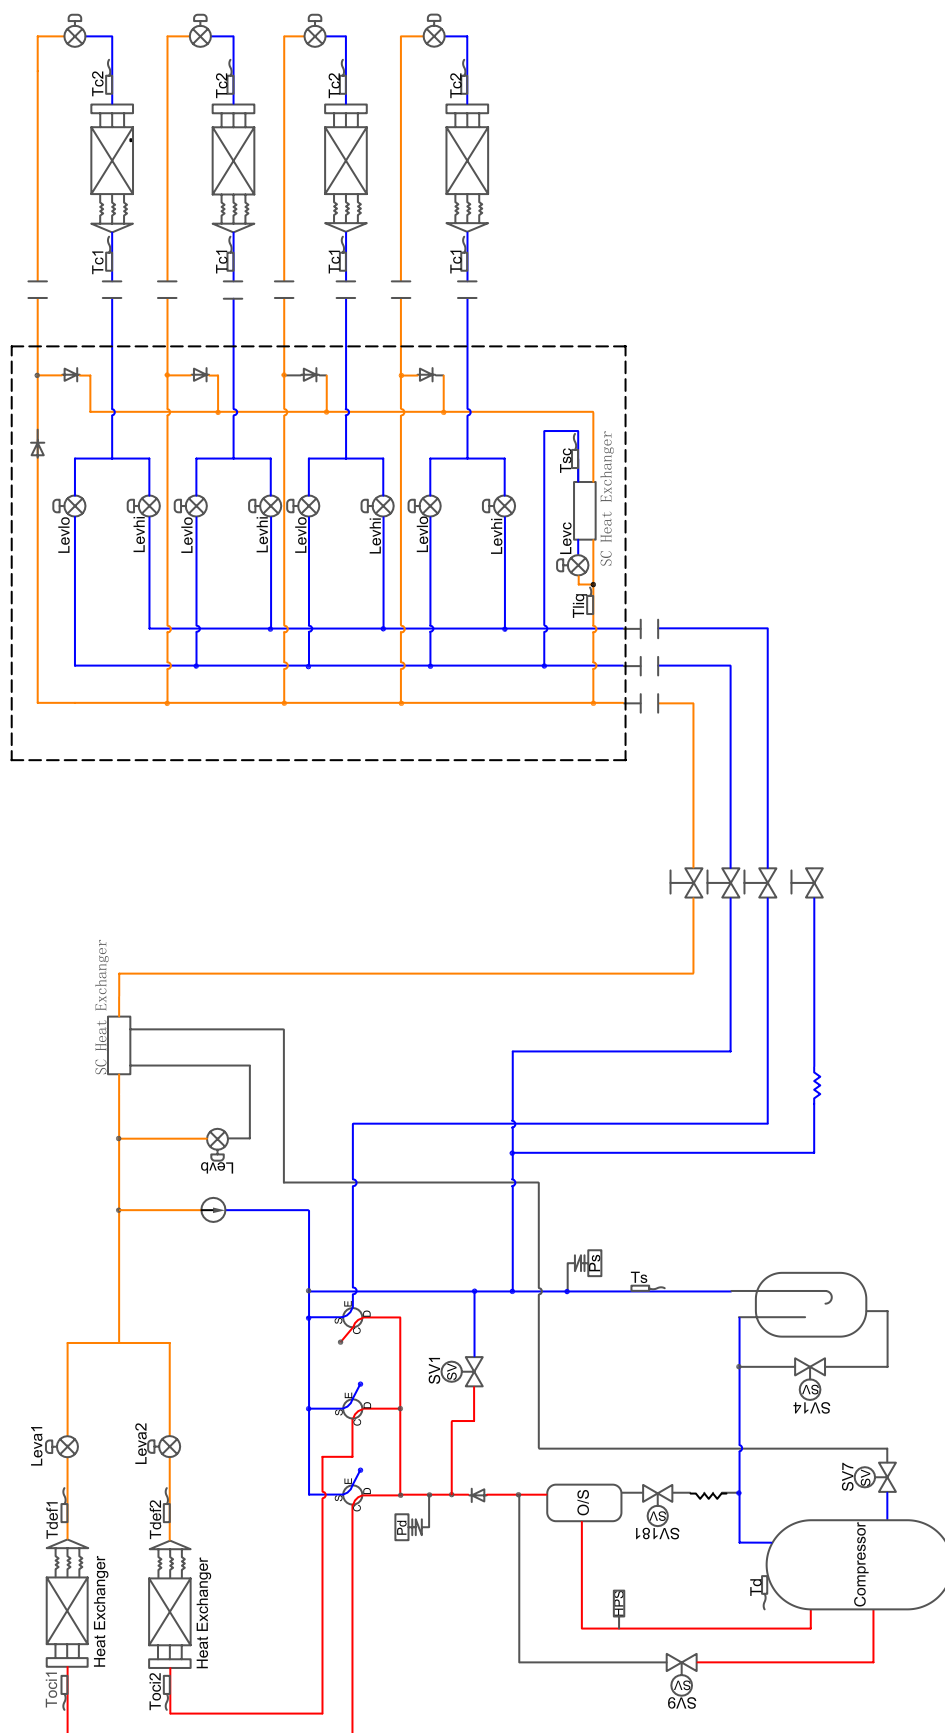 Tc2
Tc2
Tc2
Tc2
Tc1
Tc1
Tc1
Tc1
Tsc
SC Heat Exchanger
Levlo
Levhi
Levlo
Levhi
Levlo
Levhi
Levlo
Levhi
Levc
Tliq
SC Heat Exchanger
Levb
Ps
Ts
E
S
D
C
SV1
SV
SV
SV14
E
S
D
C
Leva1
Leva2
SV7
SV
E
S
D
C
Tdef1
Tdef2
O/S
Pd
SV
SV181
Compressor
Td
HPS
Heat Exchanger
Heat Exchanger
Toci1
Toci2
SV
SV9